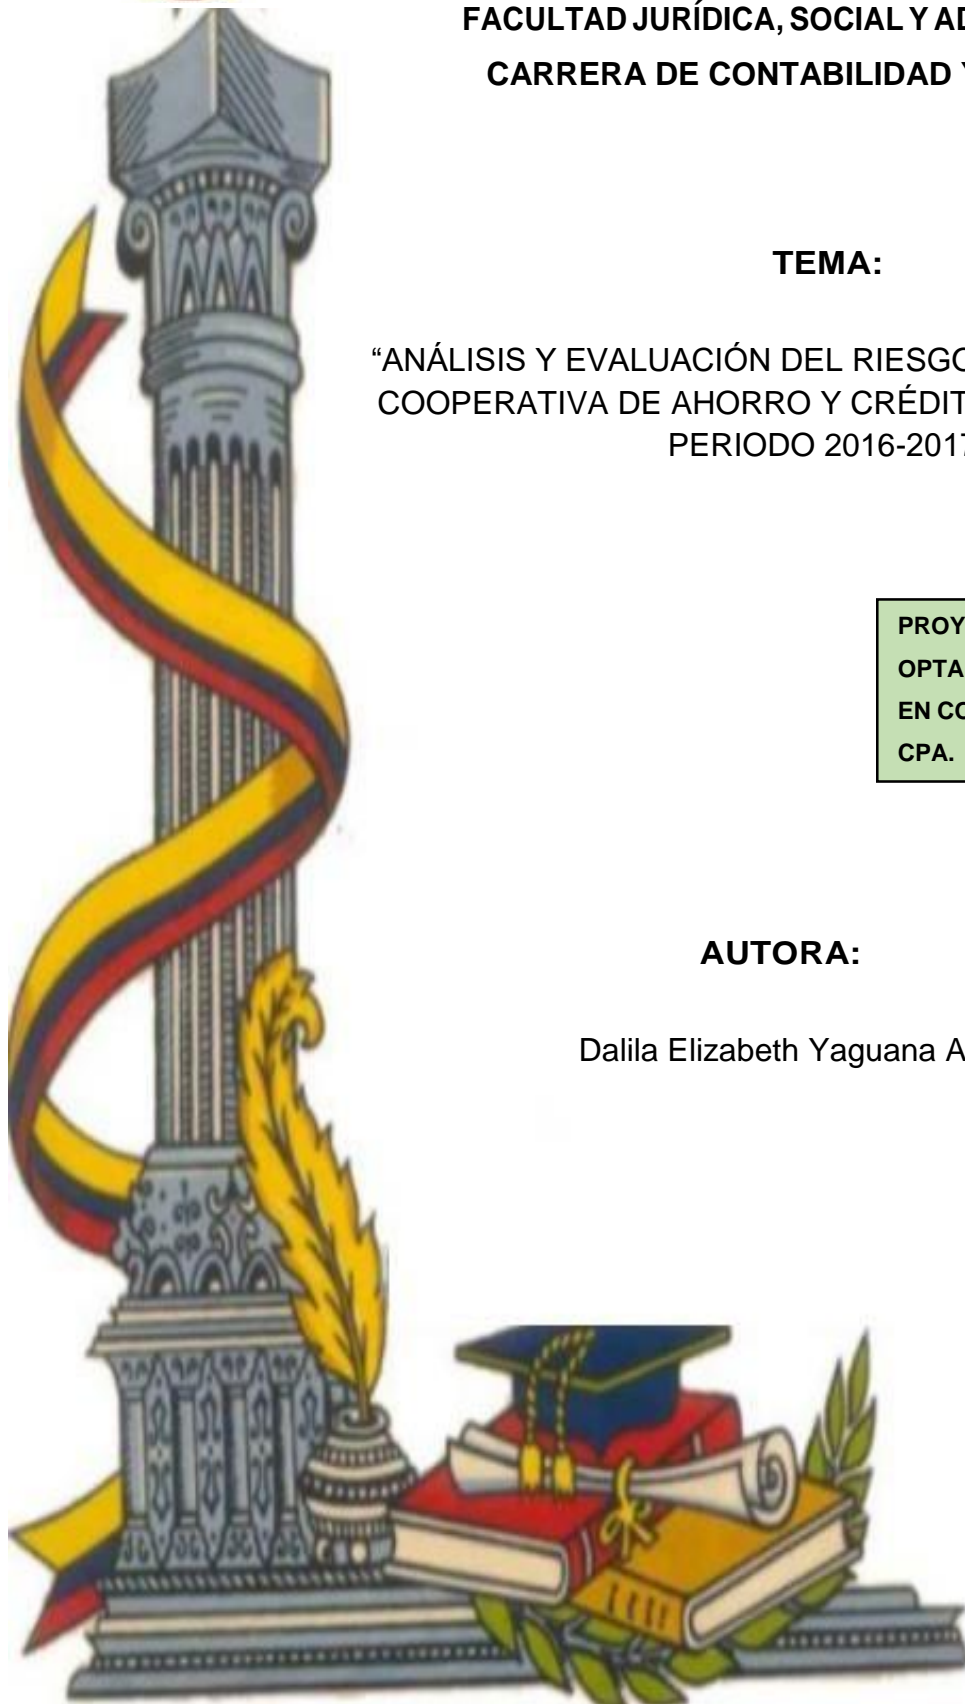 FACULTAD JURÍDICA, SOCIAL Y AD
CARRERA DE CONTABILIDAD Y
TEMA:
“ANÁLISIS Y EVALUACIÓN DEL RIESGO
COOPERATIVA DE AHORRO Y CRÉDIT
PERIODO 2016-2017
PROY
OPTA
EN CO
CPA.
AUTORA:
Dalila Elizabeth Yaguana A